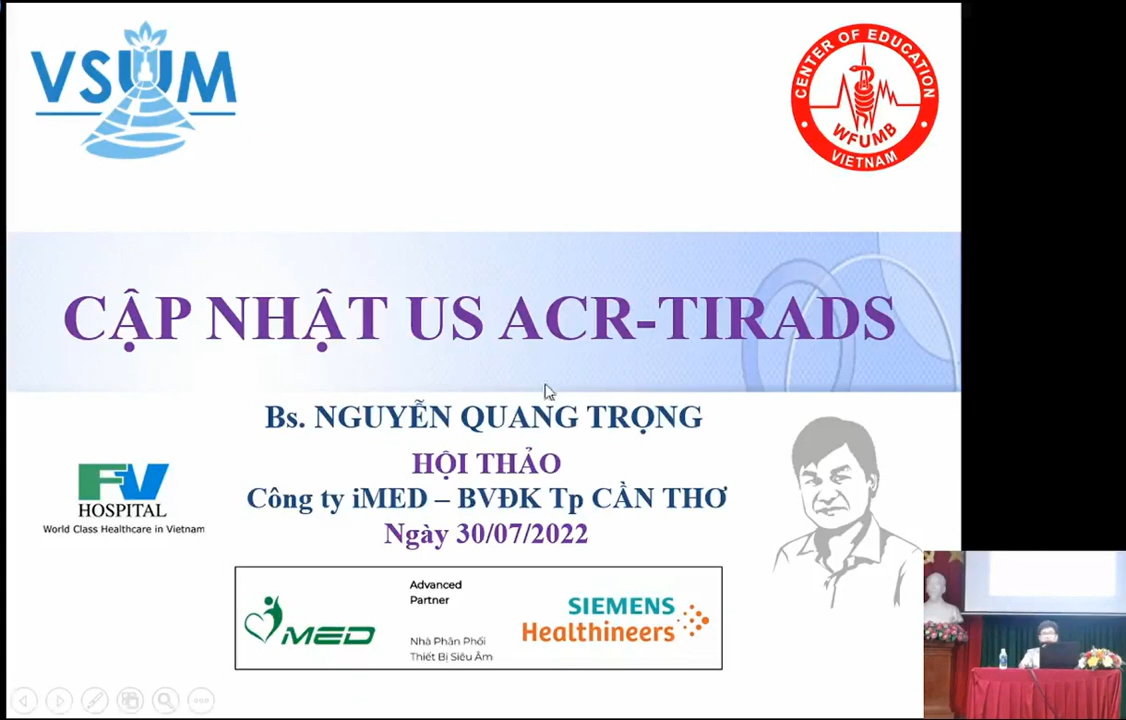 VSUM
CENTER OF EDUCATION
WFUMB
VIETNAM
CẬP NHẬT US ACR-TIRADS
Bs. NGUYỄN QUANG TRỌNG
HỘI THẢO
Công ty iMED – BVĐK Tp CẦN THƠ
Ngày 30/07/2022
FV
HOSPITAL
World Class Healthcare in Vietnam
iMED
Advanced
Partner
Nhà Phân Phối
Thiết Bị Siêu Âm
SIEMENS
Healthineers